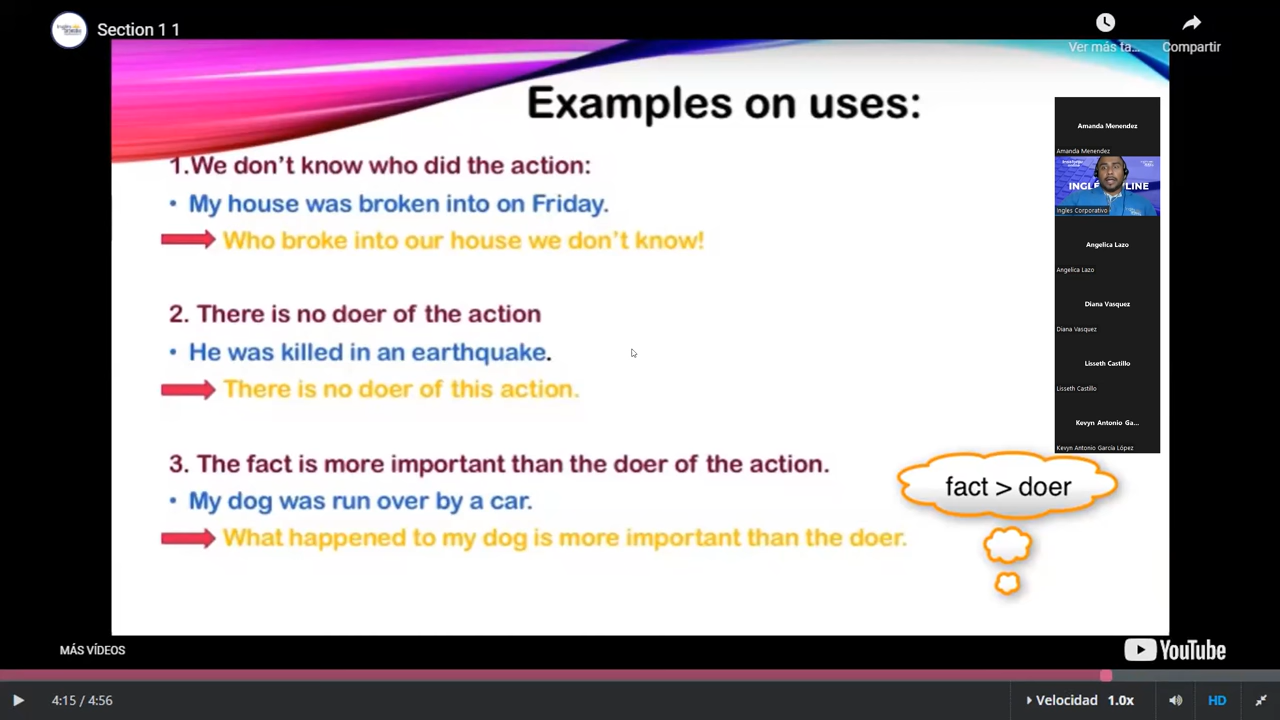 Section 1 1
Ver más ta...
Compartir
Examples on uses:
1.We don't know who did the action:
• My house was broken into on Friday.
Who broke into our house we don't know!
2. There is no doer of the action
• He was killed in an earthquake.
There is no doer of this action.
3. The fact is more important than the doer of the action.
• My dog was run over by a car.
What happened to my dog is more important than the doer.
fact > doer
Amanda Menendez
Amanda Menendez
INGLÉ
LINE
Ingles Corporativo
Angelica Lazo
Angelica Lazo
Diana Vasquez
Diana Vasquez
Lisseth Castillo
Lisseth Castillo
Kevyn Antonio Ga...
Kevyn Antonio García López
MÁS VÍDEOS
YouTube
4:15 / 4:56
Velocidad 1.0x
HD